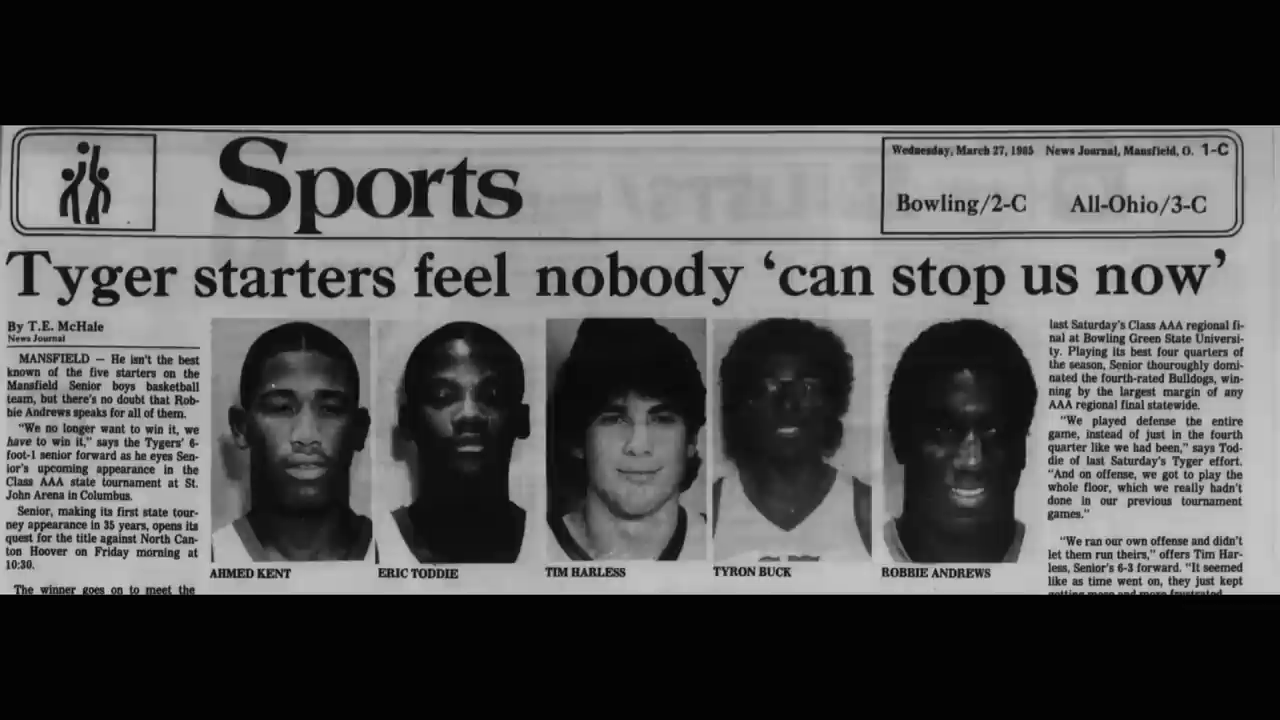 Sports
Wednesday, March 27, 1985 News Journal, Mansfield, O. 1-C
Bowling/2-C All-Ohio/3-C
Tyger starters feel nobody ‘can stop us now’
By T.E. McHale
News Journal
MANSFIELD — He isn't the best
known of the five starters on the
Mansfield Senior boys basketball
team, but there's no doubt that Rob-
bie Andrews speaks for all of them.
"We no longer want to win it, we
have to win it," says the Tygers' 6-
foot-1 senior forward as he eyes Sen-
ior's upcoming appearance in the
Class AAA state tournament at St.
John Arena in Columbus.
Senior, making its first state tour-
ney appearance in 35 years, opens its
quest for the title against North Can-
ton Hoover on Friday morning at
10:30.
The winner goes on to meet the
AHMED KENT
ERIC TODDIE
TIM HARLESS
TYRON BUCK
ROBBIE ANDREWS
last Saturday's Class AAA regional fi-
nal at Bowling Green State Universi-
ty. Playing its best four quarters of
the season, Senior thouroughly domi-
nated the fourth-rated Bulldogs, win-
ning by the largest margin of any
AAA regional final statewide.
"We played defense the entire
game, instead of just in the fourth
quarter like we had been," says Tod-
die of last Saturday's Tyger effort.
"And on offense, we got to play the
whole floor, which we really hadn't
done in our previous tournament
games."
"We ran our own offense and didn't
let them run theirs," offers Tim Har-
less, Senior's 6-3 forward. "It seemed
like as time went on, they just kept
getting more and more frustrated